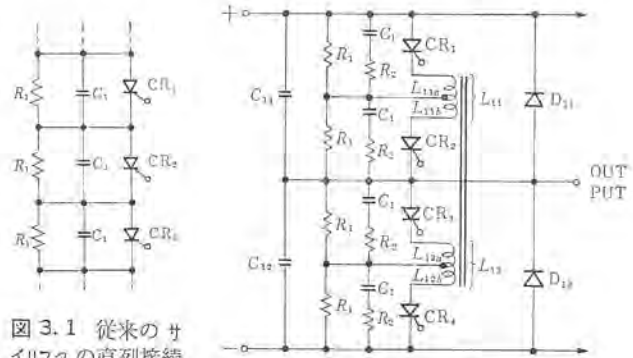 R₁ C₁ CR₁
R₁ C₁ CR₂
R₁ C₁ CR₃
図 3.1 従来の サ
イリスタ の直列接続
+
C₁ CR₁
R₁
R₂
L₁₁ₐ
L₁₁
L₁₁b
C₁
D₁₁
R₁
R₂ CR₂
OUT
PUT
C₁ CR₃
R₁
R₂
C₁₂
L₁₂ₐ
L₁₂
L₁₂b
C₁
D₁₂
R₁
R₂ CR₄
−